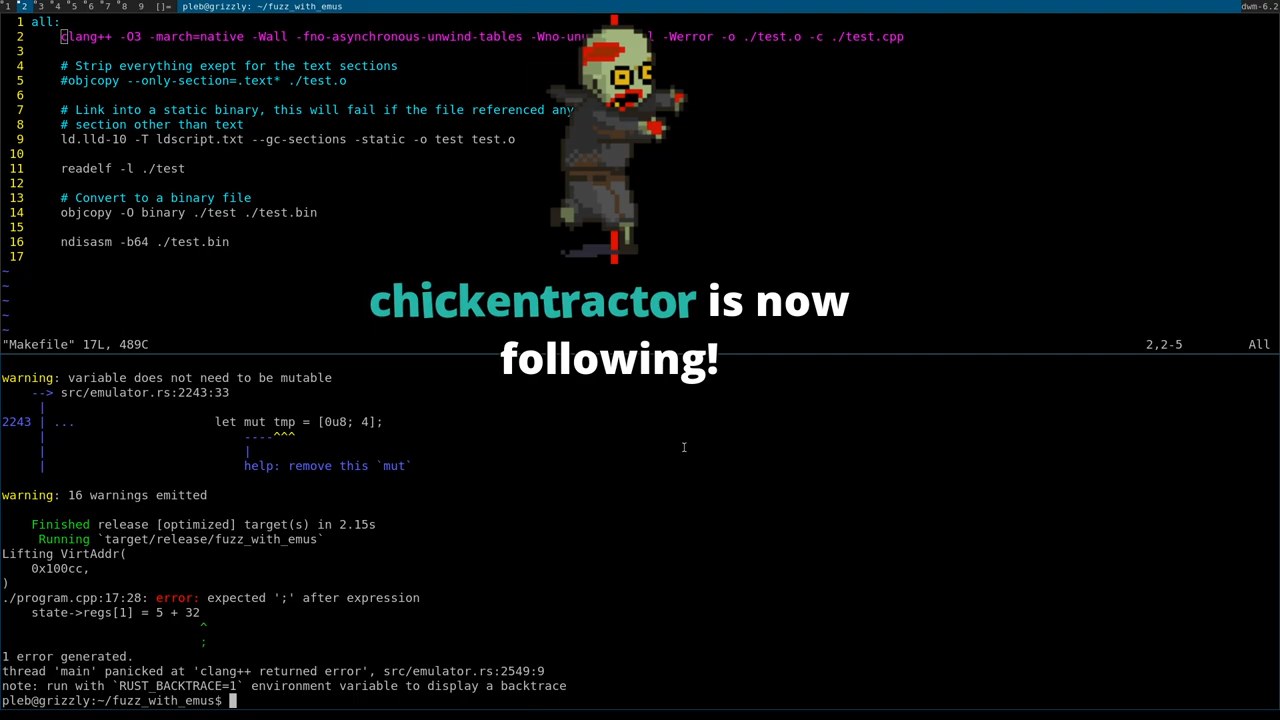 1 2 3 4 5 6 7 8 9 []= pleb@grizzly: ~/fuzz_with_emus dwm-6.2
1 all:
2 clang++ -O3 -march=native -Wall -fno-asynchronous-unwind-tables -Wno-unu l -Werror -o ./test.o -c ./test.cpp
3
4 # Strip everything exept for the text sections
5 #objcopy --only-section=.text* ./test.o
6
7 # Link into a static binary, this will fail if the file referenced any
8 # section other than text
9 ld.lld-10 -T ldscript.txt --gc-sections -static -o test test.o
10
11 readelf -l ./test
12
13 # Convert to a binary file
14 objcopy -O binary ./test ./test.bin
15
16 ndisasm -b64 ./test.bin
17
~
~
~
~
~
chickentractor is now
following!
"Makefile" 17L, 489C 2,2-5 All
warning: variable does not need to be mutable
--> src/emulator.rs:2243:33
|
2243 | ... let mut tmp = [0u8; 4];
| ----^^^
| |
| help: remove this `mut`
warning: 16 warnings emitted
Finished release [optimized] target(s) in 2.15s
Running `target/release/fuzz_with_emus`
Lifting VirtAddr(
0x100cc,
)
./program.cpp:17:28: error: expected ';' after expression
state->regs[1] = 5 + 32
^
;
1 error generated.
thread 'main' panicked at 'clang++ returned error', src/emulator.rs:2549:9
note: run with `RUST_BACKTRACE=1` environment variable to display a backtrace
pleb@grizzly:~/fuzz_with_emus$